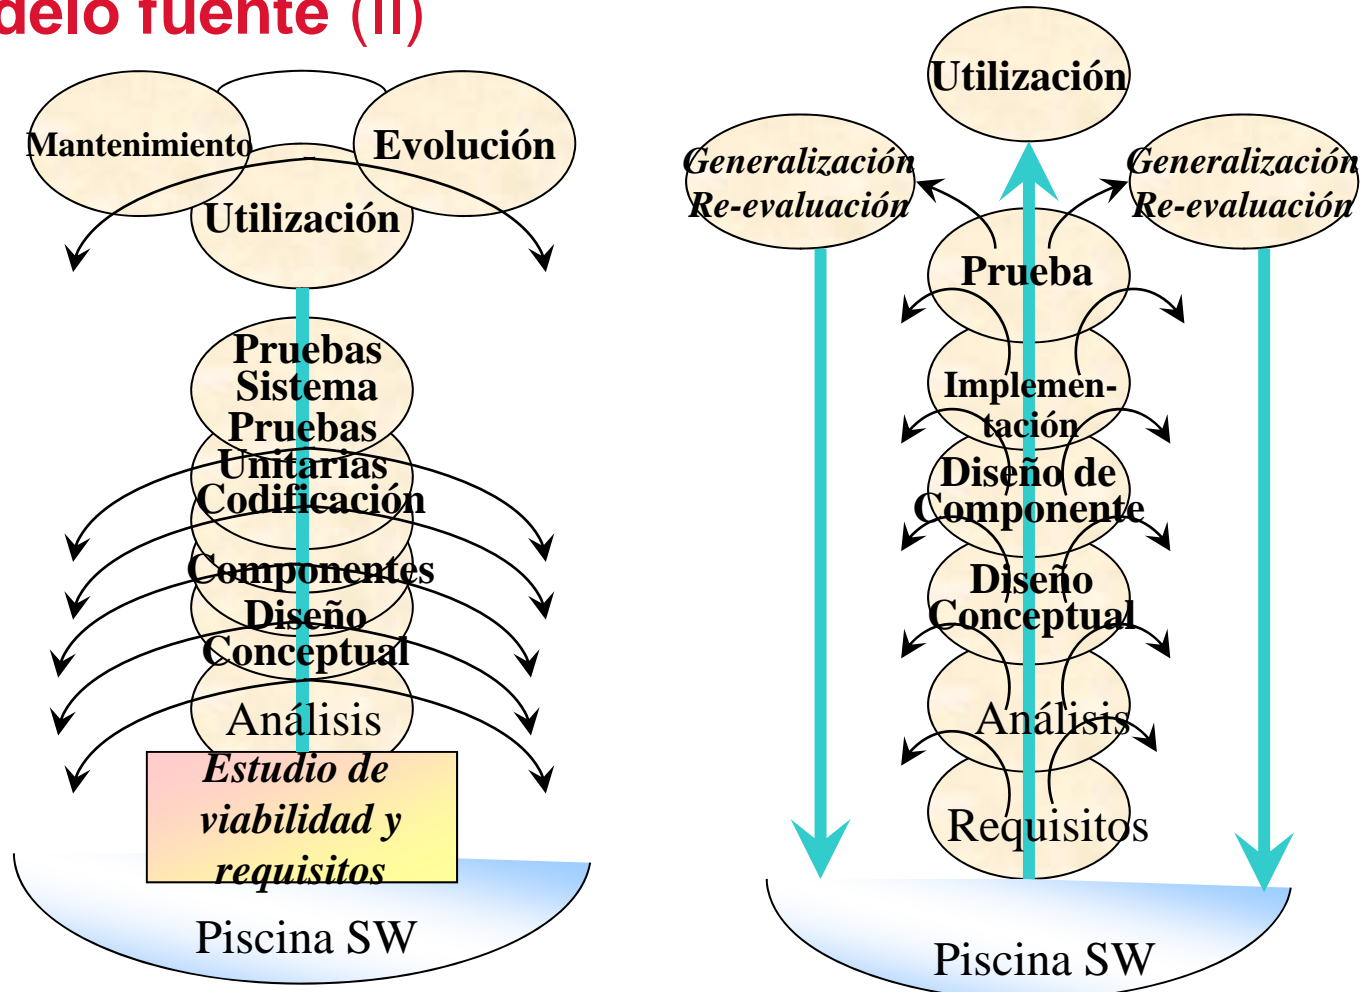 delo fuente (II)
Mantenimiento
Evolución
Utilización
Pruebas
Sistema
Pruebas
Unitarias
Codificación
Componentes
Diseño
Conceptual
Análisis
Estudio de
viabilidad y
requisitos
Piscina SW
Utilización
Generalización
Re-evaluación
Generalización
Re-evaluación
Prueba
Implemen-
tación
Diseño de
Componente
Diseño
Conceptual
Análisis
Requisitos
Piscina SW